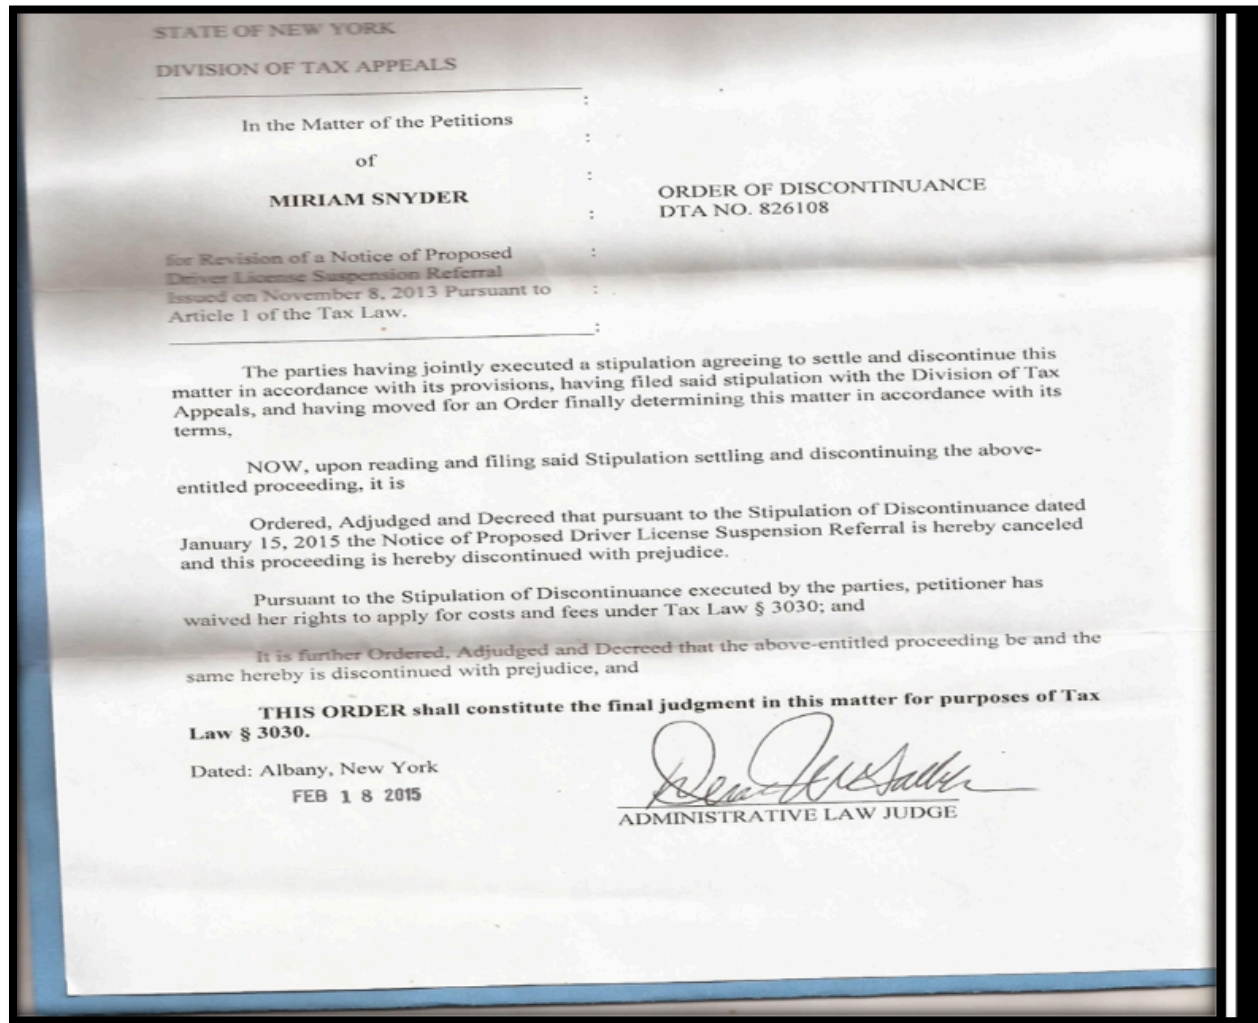 STATE OF NEW YORK
DIVISION OF TAX APPEALS
In the Matter of the Petitions
of
MIRIAM SNYDER
ORDER OF DISCONTINUANCE
DTA NO. 826108
for Revision of a Notice of Proposed
Driver License Suspension Referral
Issued on November 8, 2013 Pursuant to
Article 1 of the Tax Law.
The parties having jointly executed a stipulation agreeing to settle and discontinue this
matter in accordance with its provisions, having filed said stipulation with the Division of Tax
Appeals, and having moved for an Order finally determining this matter in accordance with its
terms,
NOW, upon reading and filing said Stipulation settling and discontinuing the above-
entitled proceeding, it is
Ordered, Adjudged and Decreed that pursuant to the Stipulation of Discontinuance dated
January 15, 2015 the Notice of Proposed Driver License Suspension Referral is hereby canceled
and this proceeding is hereby discontinued with prejudice.
Pursuant to the Stipulation of Discontinuance executed by the parties, petitioner has
waived her rights to apply for costs and fees under Tax Law § 3030; and
It is further Ordered, Adjudged and Decreed that the above-entitled proceeding be and the
same hereby is discontinued with prejudice, and
THIS ORDER shall constitute the final judgment in this matter for purposes of Tax
Law § 3030.
Dated: Albany, New York
FEB 18 2015
ADMINISTRATIVE LAW JUDGE